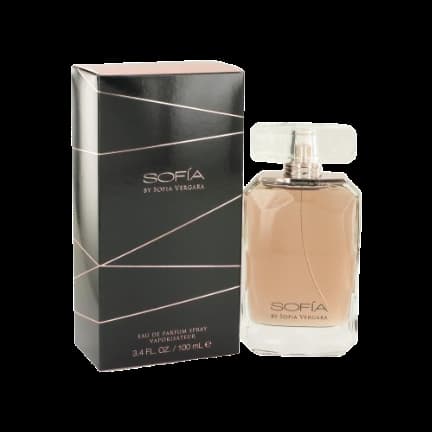 SOFÍA
BY SOFIA VERGARA
EAU DE PARFUM SPRAY
VAPORISATEUR
3.4 FL. OZ. / 100 mL ℮
SOFÍA
BY SOFIA VERGARA